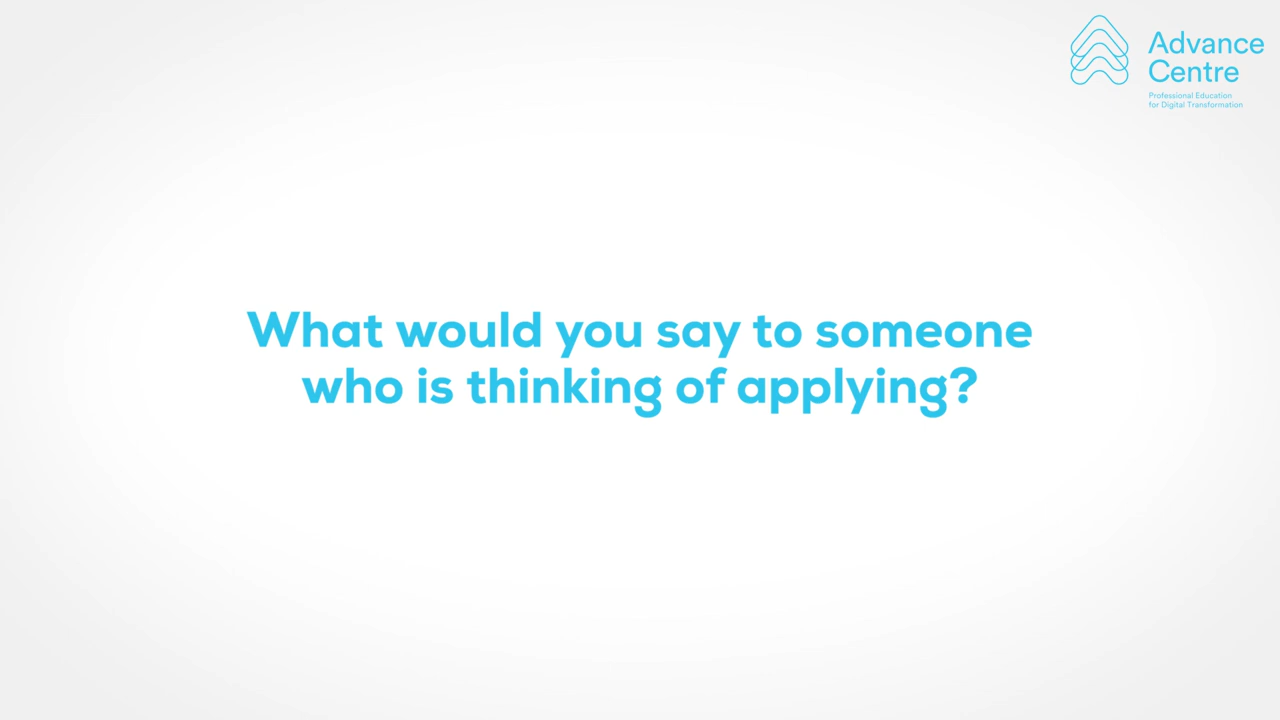 Advance
Centre
Professional Education
for Digital Transformation
What would you say to someone
who is thinking of applying?